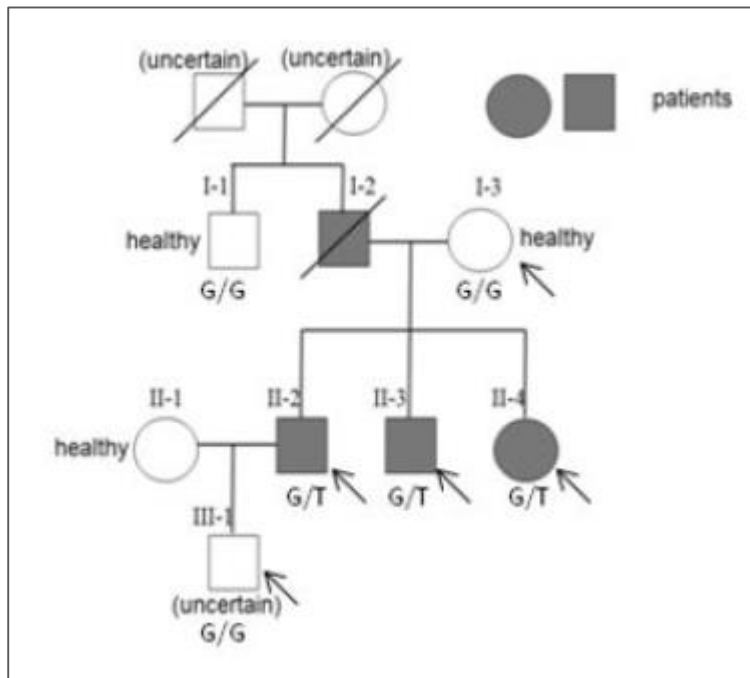 (uncertain) (uncertain)
patients
I-1 I-2 I-3
healthy healthy
G/G G/G
II-1 II-2 II-3 II-4
healthy
G/T G/T G/T
III-1
(uncertain)
G/G